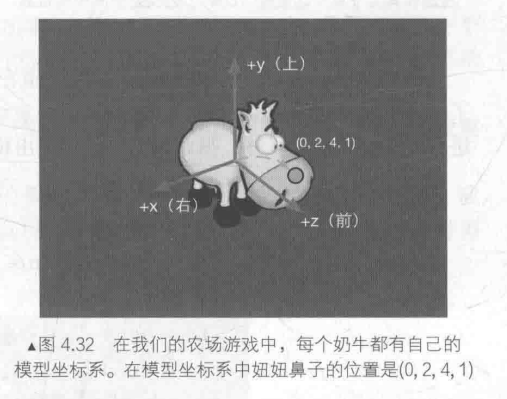 +y（上）
(0, 2, 4, 1)
+x（右）
+z（前）
▲图 4.32 在我们的农场游戏中，每个奶牛都有自己的
模型坐标系。在模型坐标系中妞妞鼻子的位置是(0, 2, 4, 1)